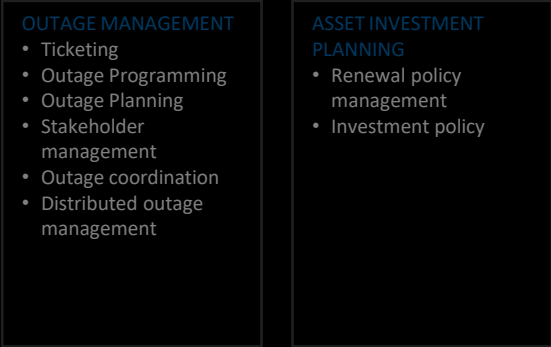 OUTAGE MANAGEMENT
• Ticketing
• Outage Programming
• Outage Planning
• Stakeholder
management
• Outage coordination
• Distributed outage
management
ASSET INVESTMENT
PLANNING
• Renewal policy
management
• Investment policy